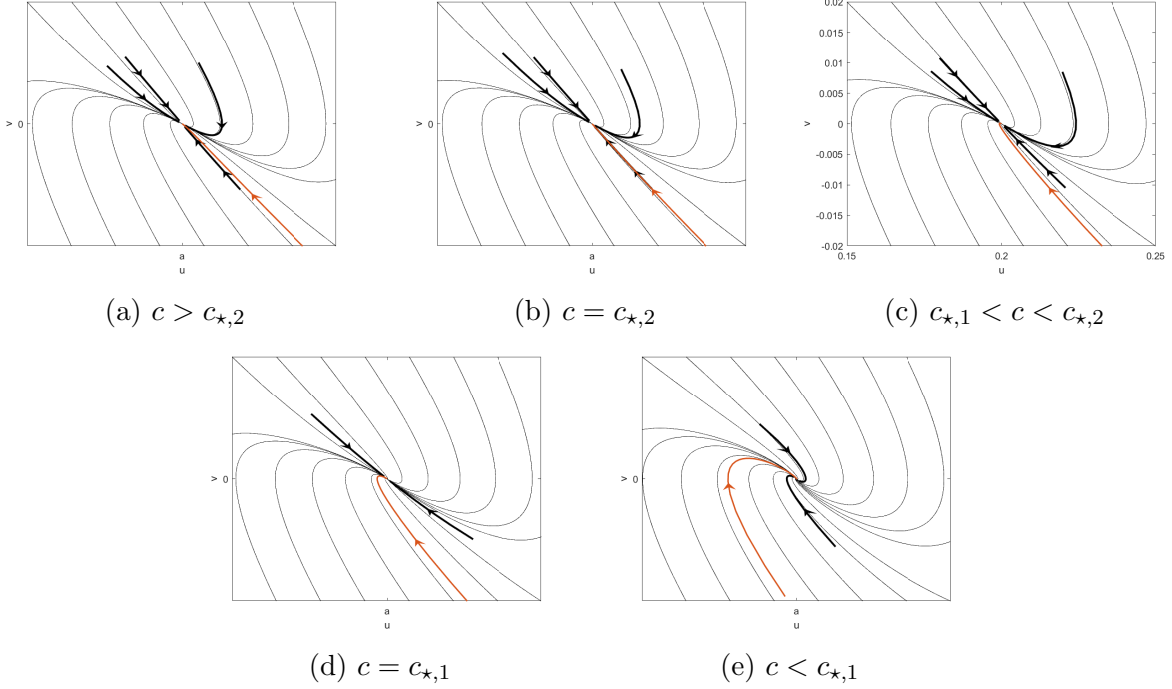 v 0
a
u
(a) c > c⋆,2
v 0
a
u
(b) c = c⋆,2
0.02
0.015
0.01
0.005
v 0
-0.005
-0.01
-0.015
-0.02
0.15 0.2 0.25
u
(c) c⋆,1 < c < c⋆,2
v 0
a
u
(d) c = c⋆,1
v 0
a
u
(e) c < c⋆,1